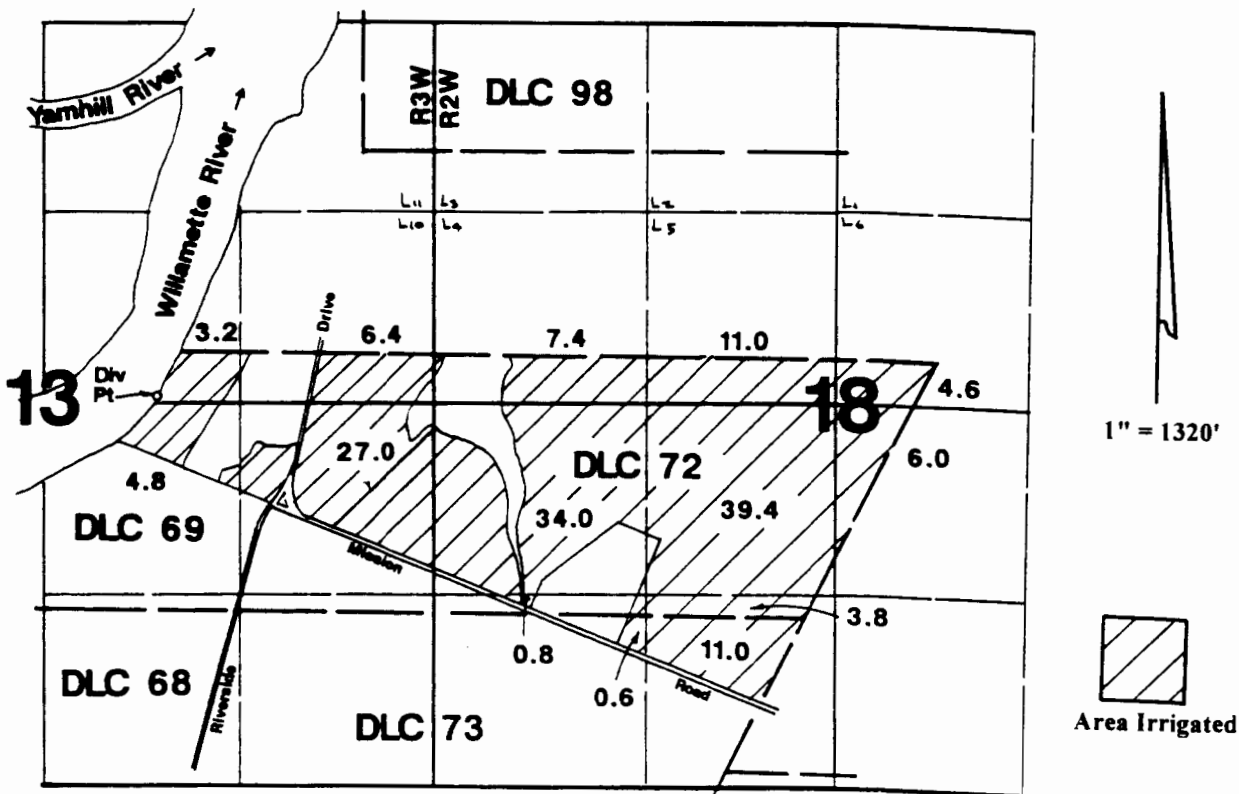 Yamhill River →
Willamette River →
R3W
R2W
DLC 98
L11 L3
L10 L4
L2
L5
L1
L6
3.2
6.4
7.4
11.0
Drive
13
Div
Pt
18
4.6
1" = 1320'
27.0
DLC 72
6.0
4.8
34.0
39.4
DLC 69
Mission
3.8
0.8
11.0
0.6
DLC 68
Riverside
Road
DLC 73
Area Irrigated